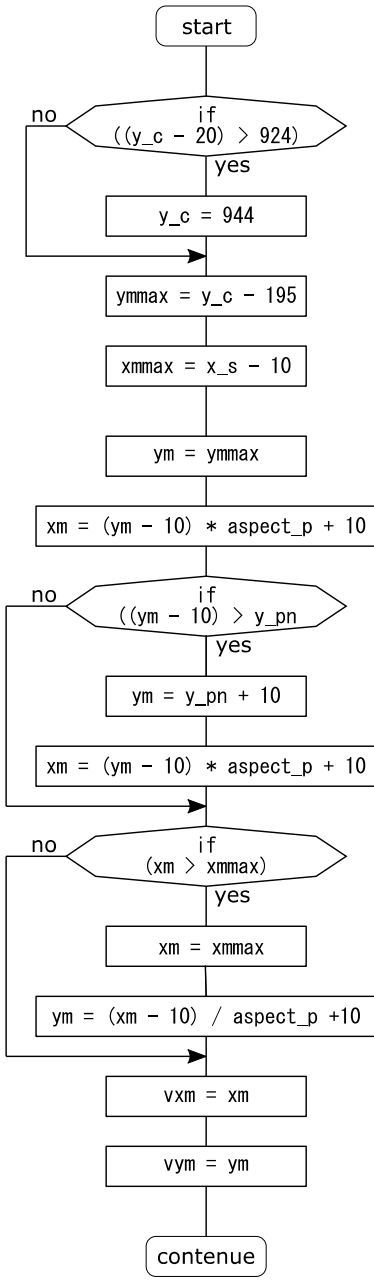 start
if
((y_c - 20) > 924)
no
yes
y_c = 944
ymmax = y_c - 195
xmmax = x_s - 10
ym = ymmax
xm = (ym - 10) * aspect_p + 10
if
((ym - 10) > y_pn
no
yes
ym = y_pn + 10
xm = (ym - 10) * aspect_p + 10
if
(xm > xmmax)
no
yes
xm = xmmax
ym = (xm - 10) / aspect_p +10
vxm = xm
vym = ym
contenue